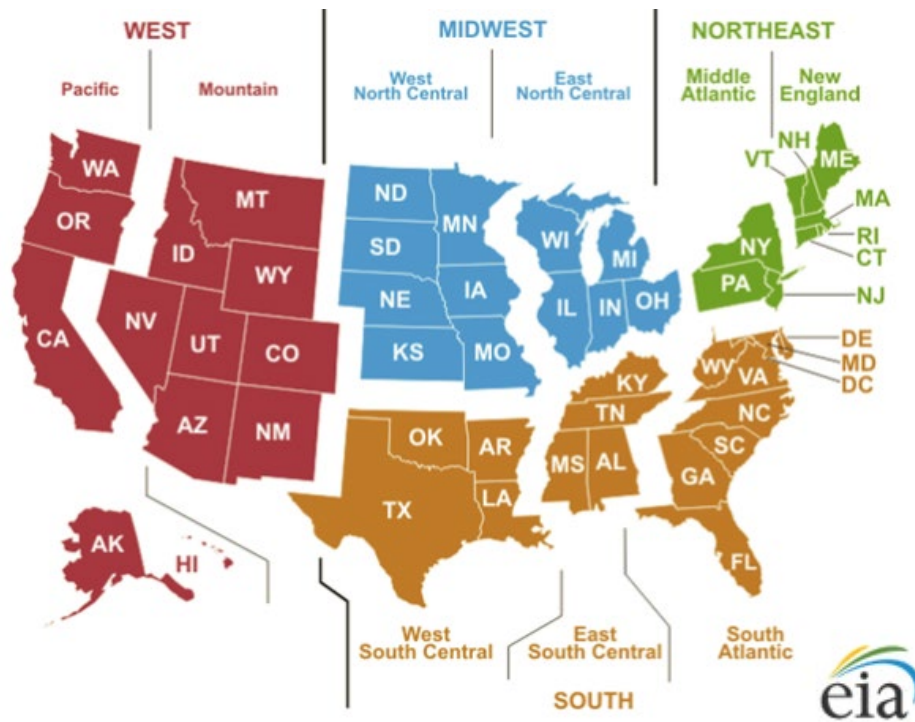 WEST
MIDWEST
NORTHEAST
Pacific
Mountain
West
North Central
East
North Central
Middle
Atlantic
New
England
WA
OR
CA
NV
ID
MT
WY
UT
CO
AZ
NM
AK
HI
ND
SD
NE
KS
MN
IA
MO
WI
IL
MI
IN
OH
NH
VT
ME
MA
RI
CT
NY
PA
NJ
DE
MD
DC
WV
VA
KY
TN
NC
SC
OK
AR
TX
LA
MS
AL
GA
FL
West
South Central
East
South Central
South
Atlantic
SOUTH
eia